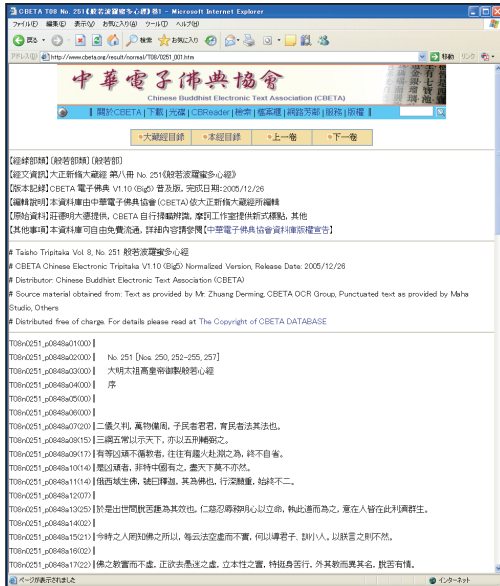 CBETA T08 No. 251《般若波羅蜜多心經》卷1 - Microsoft Internet Explorer
ファイル(F) 編集(E) 表示(V) お気に入り(A) ツール(T) ヘルプ(H)
戻る 検索 お気に入り
アドレス(D) http://www.cbeta.org/result/normal/T08/0251_001.htm 移動 リンク
中華電子佛典協會
Chinese Buddhist Electronic Text Association (CBETA)
關於CBETA | 下載 | 光碟 | CBReader | 檢索 | 檔案櫃 | 網路芳鄰 | 服務 | 版權
大藏經目錄 本經目錄 上一卷 下一卷
【經錄部類】〔般若部類〕〔般若部〕
【經文資訊】大正新脩大藏經 第八冊 No. 251《般若波羅蜜多心經》
【版本記錄】CBETA 電子佛典 V1.10 (Big5) 普及版, 完成日期:2005/12/26
【編輯說明】本資料庫由中華電子佛典協會(CBETA)依大正新脩大藏經所編輯
【原始資料】莊德明大德提供, CBETA 自行掃瞄辨識, 摩訶工作室提供新式標點, 其他
【其他事項】本資料庫可自由免費流通, 詳細內容請參閱【中華電子佛典協會資料庫版權宣告】
# Taisho Tripitaka Vol. 8, No. 251 般若波羅蜜多心經
# CBETA Chinese Electronic Tripitaka V1.10 (Big5) Normalized Version, Release Date: 2005/12/26
# Distributor: Chinese Buddhist Electronic Text Association (CBETA)
# Source material obtained from: Text as provided by Mr. Zhuang Derming, CBETA OCR Group, Punctuated text as provided by Maha
Studio, Others
# Distributed free of charge. For details please read at The Copyright of CBETA DATABASE
T08n0251_p0848a01(00)║
T08n0251_p0848a02(00)║ No. 251 [Nos. 250, 252-255, 257]
T08n0251_p0848a03(00)║ 大明太祖高皇帝御製般若心經
T08n0251_p0848a04(00)║ 序
T08n0251_p0848a05(00)║
T08n0251_p0848a06(00)║
T08n0251_p0848a07(20)║ 二儀久判, 萬物備周, 子民者君君, 育民者法其法也。
T08n0251_p0848a08(15)║ 三綱五常以示天下, 亦以五刑輔弼之。
T08n0251_p0848a09(17)║ 有等凶頑不循教者, 往往有趨火赴淵之為, 終不自省。
T08n0251_p0848a10(14)║ 是凶頑者, 非特中國有之, 盡天下莫不亦然。
T08n0251_p0848a11(14)║ 俄西域生佛, 號曰釋迦, 其為佛也, 行深願重, 始終不二。
T08n0251_p0848a12(07)║
T08n0251_p0848a13(25)║ 於是出世間脫苦趣為其效也, 仁慈忍辱務明心以立命, 執此道而為之, 意在人皆在此利濟群生。
T08n0251_p0848a14(02)║
T08n0251_p0848a15(21)║ 今時之人罔知佛之所以, 每云法空虛而不實, 何以導君子, 訓小人。以朕言之則不然。
T08n0251_p0848a16(02)║
T08n0251_p0848a17(22)║ 佛之教實而不虛, 正欲去愚迷之虛, 立本性之實, 特挺身苦行, 外其教而異其名, 脫苦有情。
ページが表示されました インターネット